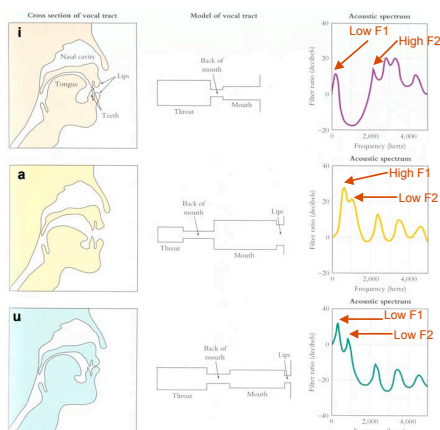 Cross section of vocal tract
Model of vocal tract
Acoustic spectrum
i
Nasal cavity
Tongue
Lips
Teeth
Back of
mouth
Throat
Mouth
Low F1
High F2
Filter ratio (decibels)
20
0
-20
0
2,000
4,000
Frequency (hertz)
a
Back of
mouth
Lips
Throat
Mouth
Acoustic spectrum
High F1
Low F2
Filter ratio (decibels)
40
20
0
-20
0
2,000
4,000
Frequency (hertz)
u
Back of
mouth
Lips
Throat
Mouth
Acoustic spectrum
Low F1
Low F2
Filter ratio (decibels)
40
20
0
-20
-40
0
2,000
4,000